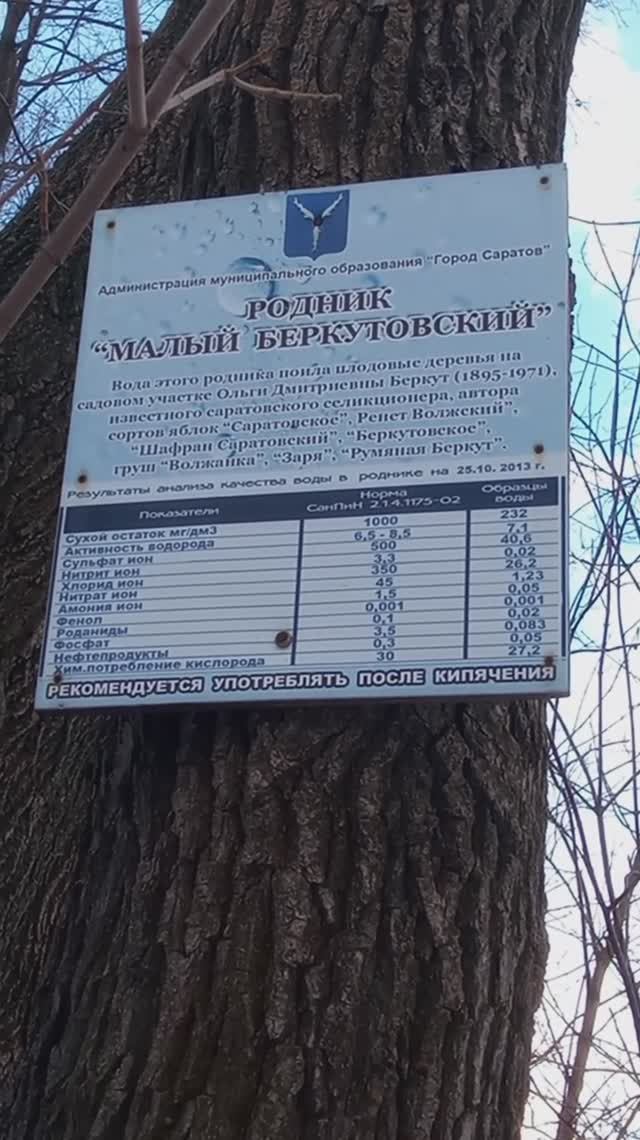 Администрация муниципального образования "Город Саратов"
РОДНИК
"МАЛЫЙ БЕРКУТОВСКИЙ"
Вода этого родника поила плодовые деревья на
садовом участке Ольги Дмитриевны Беркут (1895-1971),
известного саратовского селикционера, автора
сортов яблок "Саратовское", Ренет Волжский",
"Шафран Саратовский", "Беркутовское",
груш "Волжанка", "Заря", "Румяная Беркут".
Результаты анализа качества воды в роднике на 25.10. 2013 г.
Показатели Норма СанПиН 2.1.4.1175-02 Образцы воды
Сухой остаток мг/дм3 1000 232
Активность водорода 6,5 - 8,5 7,1
Сульфат ион 500 40,6
Нитрит ион 3,3 0,02
Хлорид ион 350 26,2
Нитрат ион 45 1,23
Амония ион 1,5 0,05
Фенол 0,001 0,001
Роданиды 0,1 0,02
Фосфат 3,5 0,083
Нефтепродукты 0,3 0,05
Хим.потребление кислорода 30 27,2
РЕКОМЕНДУЕТСЯ УПОТРЕБЛЯТЬ ПОСЛЕ КИПЯЧЕНИЯ